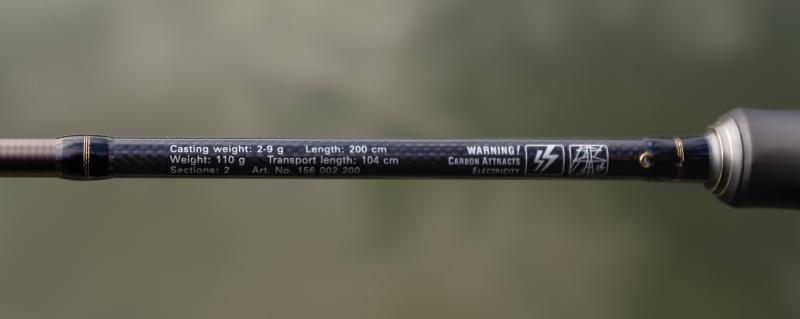 Casting weight: 2-9 g Length: 200 cm
Weight: 110 g Transport length: 104 cm
Sections: 2 Art. No. 156 002 200
WARNING!
CARBON ATTRACTS
ELECTRICITY